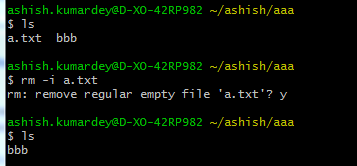 ashish.kumardey@D-XO-42RP982 ~/ashish/aaa
$ ls
a.txt  bbb
ashish.kumardey@D-XO-42RP982 ~/ashish/aaa
$ rm -i a.txt
rm: remove regular empty file 'a.txt'? y
ashish.kumardey@D-XO-42RP982 ~/ashish/aaa
$ ls
bbb